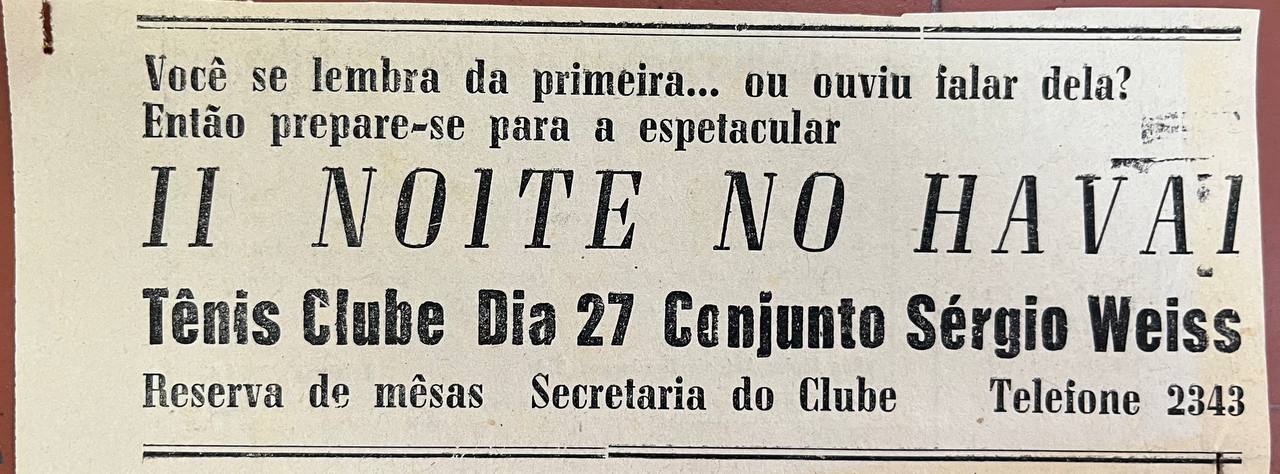 Você se lembra da primeira... ou ouviu falar dela?
Então prepare-se para a espetacular
II NOITE NO HAVAI
Tênis Clube Dia 27 Conjunto Sérgio Weiss
Reserva de mêsas Secretaria do Clube Telefone 2343